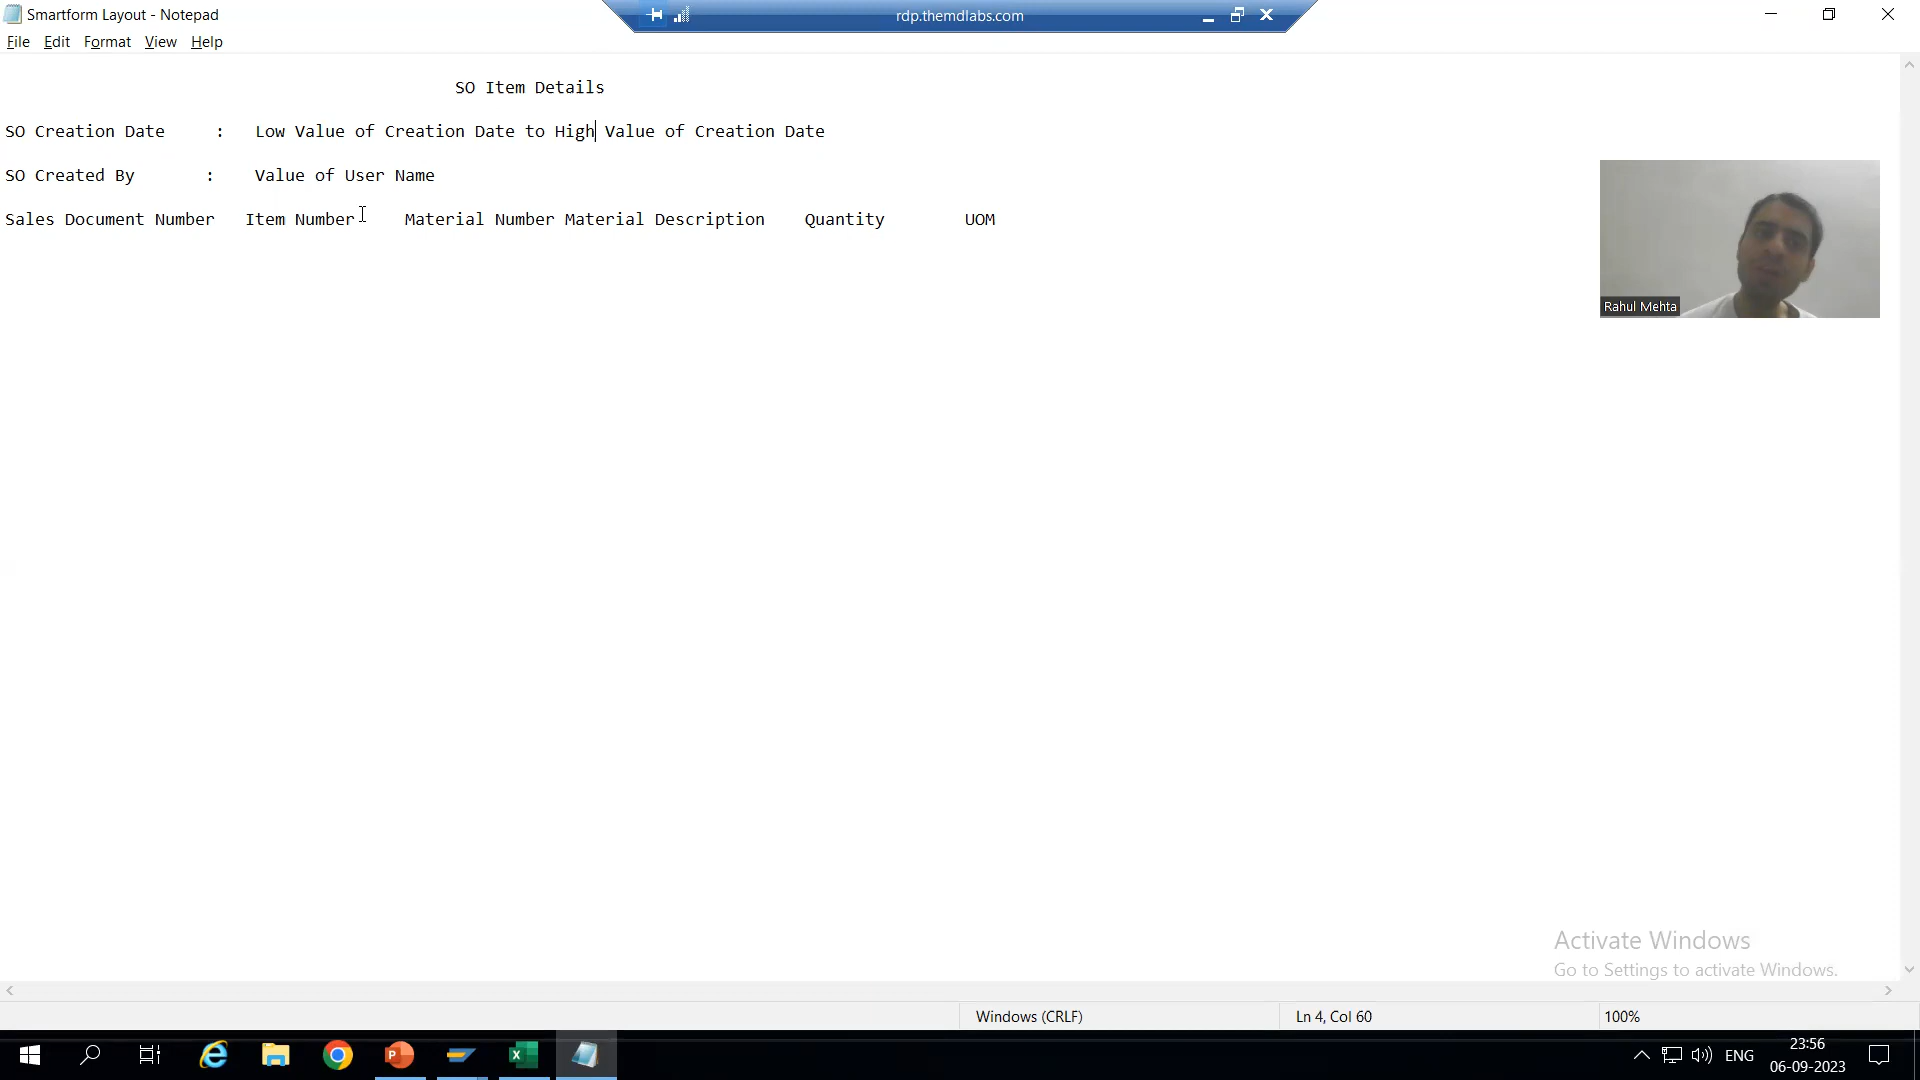 Smartform Layout - Notepad
rdp.themdlabs.com
File Edit Format View Help
SO Item Details
SO Creation Date : Low Value of Creation Date to High Value of Creation Date
SO Created By : Value of User Name
Sales Document Number Item Number Material Number Material Description Quantity UOM
Rahul Mehta
Activate Windows
Go to Settings to activate Windows.
Windows (CRLF) Ln 4, Col 60 100%
ENG
23:56
06-09-2023